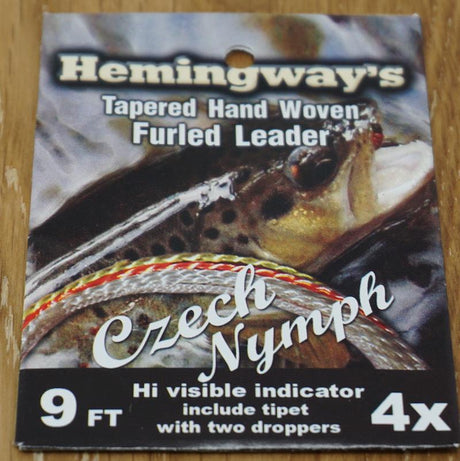 Hemingway's
Tapered Hand Woven
Furled Leader
Czech
Nymph
Hi visible indicator
include tipet
with two droppers
9 FT
4x